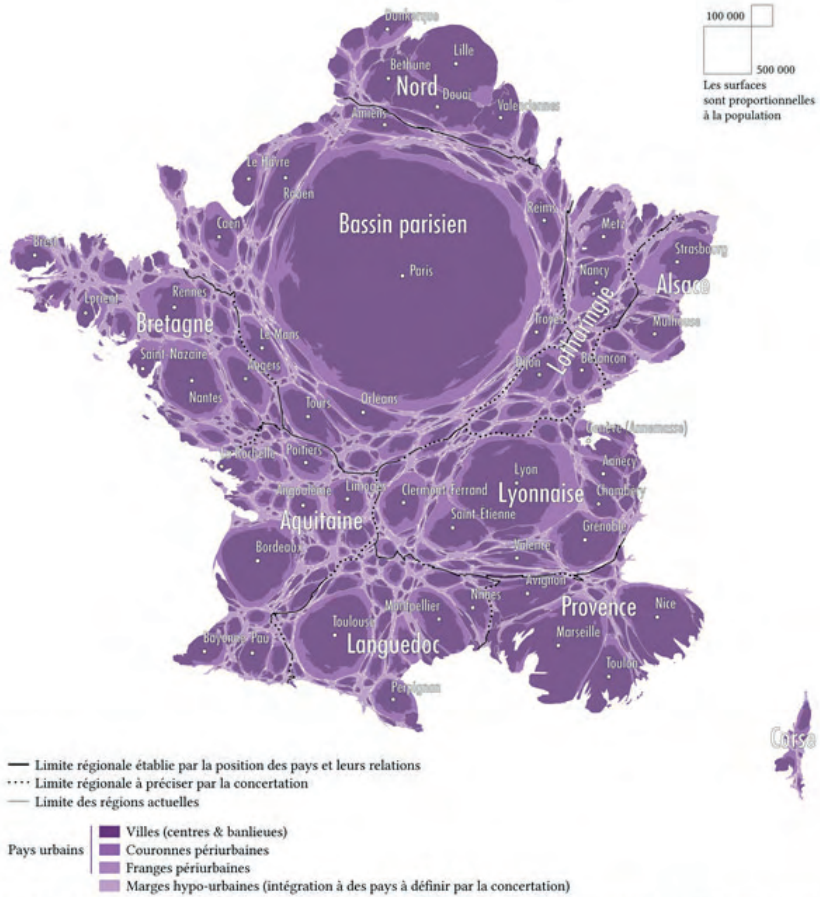 100 000
500 000
Les surfaces
sont proportionnelles
à la population
Dunkerque
Lille
Béthune
Nord
Douai
Valenciennes
Amiens
Le Havre
Rouen
Reims
Metz
Caen
Bassin parisien
Strasbourg
Brest
Paris
Nancy
Alsace
Lorient
Rennes
Bretagne
Lotharingie
Troyes
Mulhouse
Le Mans
Saint-Nazaire
Angers
Dijon
Besançon
Nantes
Orléans
Tours
Genève (Annemasse)
La Rochelle
Poitiers
Lyon
Annecy
Angoulême
Limoges
Clermont-Ferrand
Lyonnaise
Chambéry
Aquitaine
Saint-Etienne
Grenoble
Bordeaux
Valence
Avignon
Montpellier
Nîmes
Provence
Nice
Toulouse
Languedoc
Marseille
Bayonne
Pau
Toulon
Perpignan
Corse
Limite régionale établie par la position des pays et leurs relations
Limite régionale à préciser par la concertation
Limite des régions actuelles
Pays urbains
Villes (centres & banlieues)
Couronnes périurbaines
Franges périurbaines
Marges hypo-urbaines (intégration à des pays à définir par la concertation)